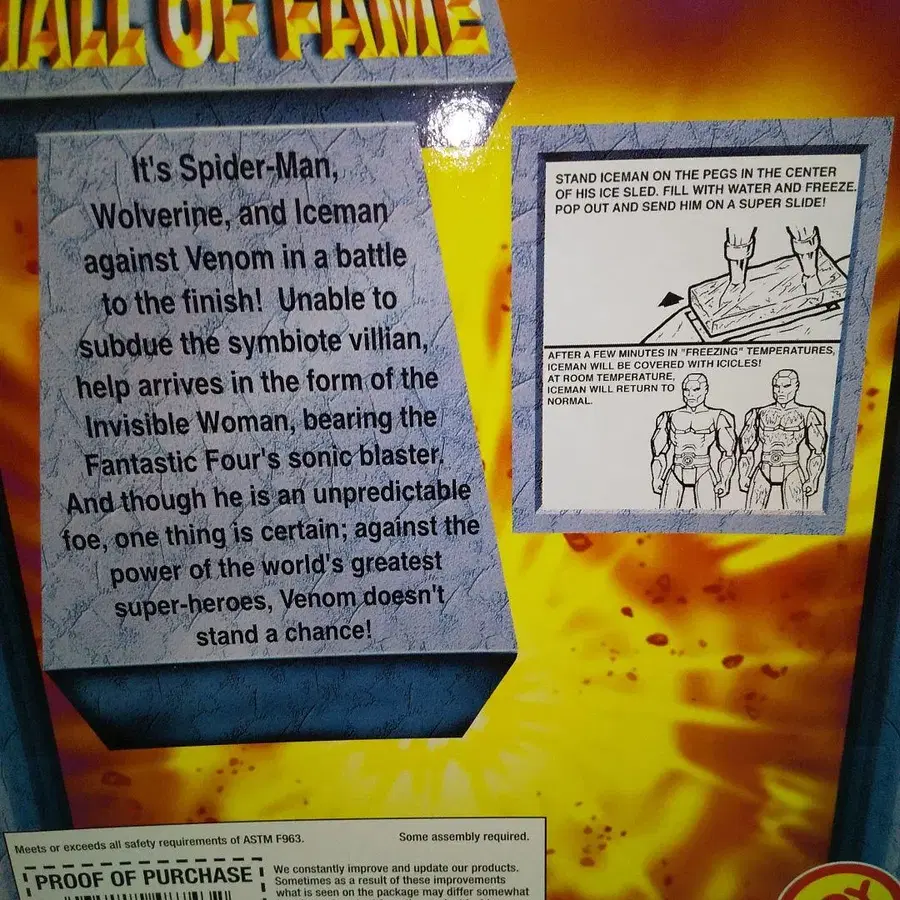 HALL OF FAME
It's Spider-Man,
Wolverine, and Iceman
against Venom in a battle
to the finish! Unable to
subdue the symbiote villian,
help arrives in the form of the
Invisible Woman, bearing the
Fantastic Four's sonic blaster.
And though he is an unpredictable
foe, one thing is certain; against the
power of the world's greatest
super-heroes, Venom doesn't
stand a chance!
STAND ICEMAN ON THE PEGS IN THE CENTER
OF HIS ICE SLED. FILL WITH WATER AND FREEZE.
POP OUT AND SEND HIM ON A SUPER SLIDE!
AFTER A FEW MINUTES IN "FREEZING" TEMPERATURES,
ICEMAN WILL BE COVERED WITH ICICLES!
AT ROOM TEMPERATURE,
ICEMAN WILL RETURN TO
NORMAL.
Meets or exceeds all safety requirements of ASTM F963.
Some assembly required.
PROOF OF PURCHASE
We constantly improve and update our products.
Sometimes as a result of these improvements
what is seen on the package may differ somewhat